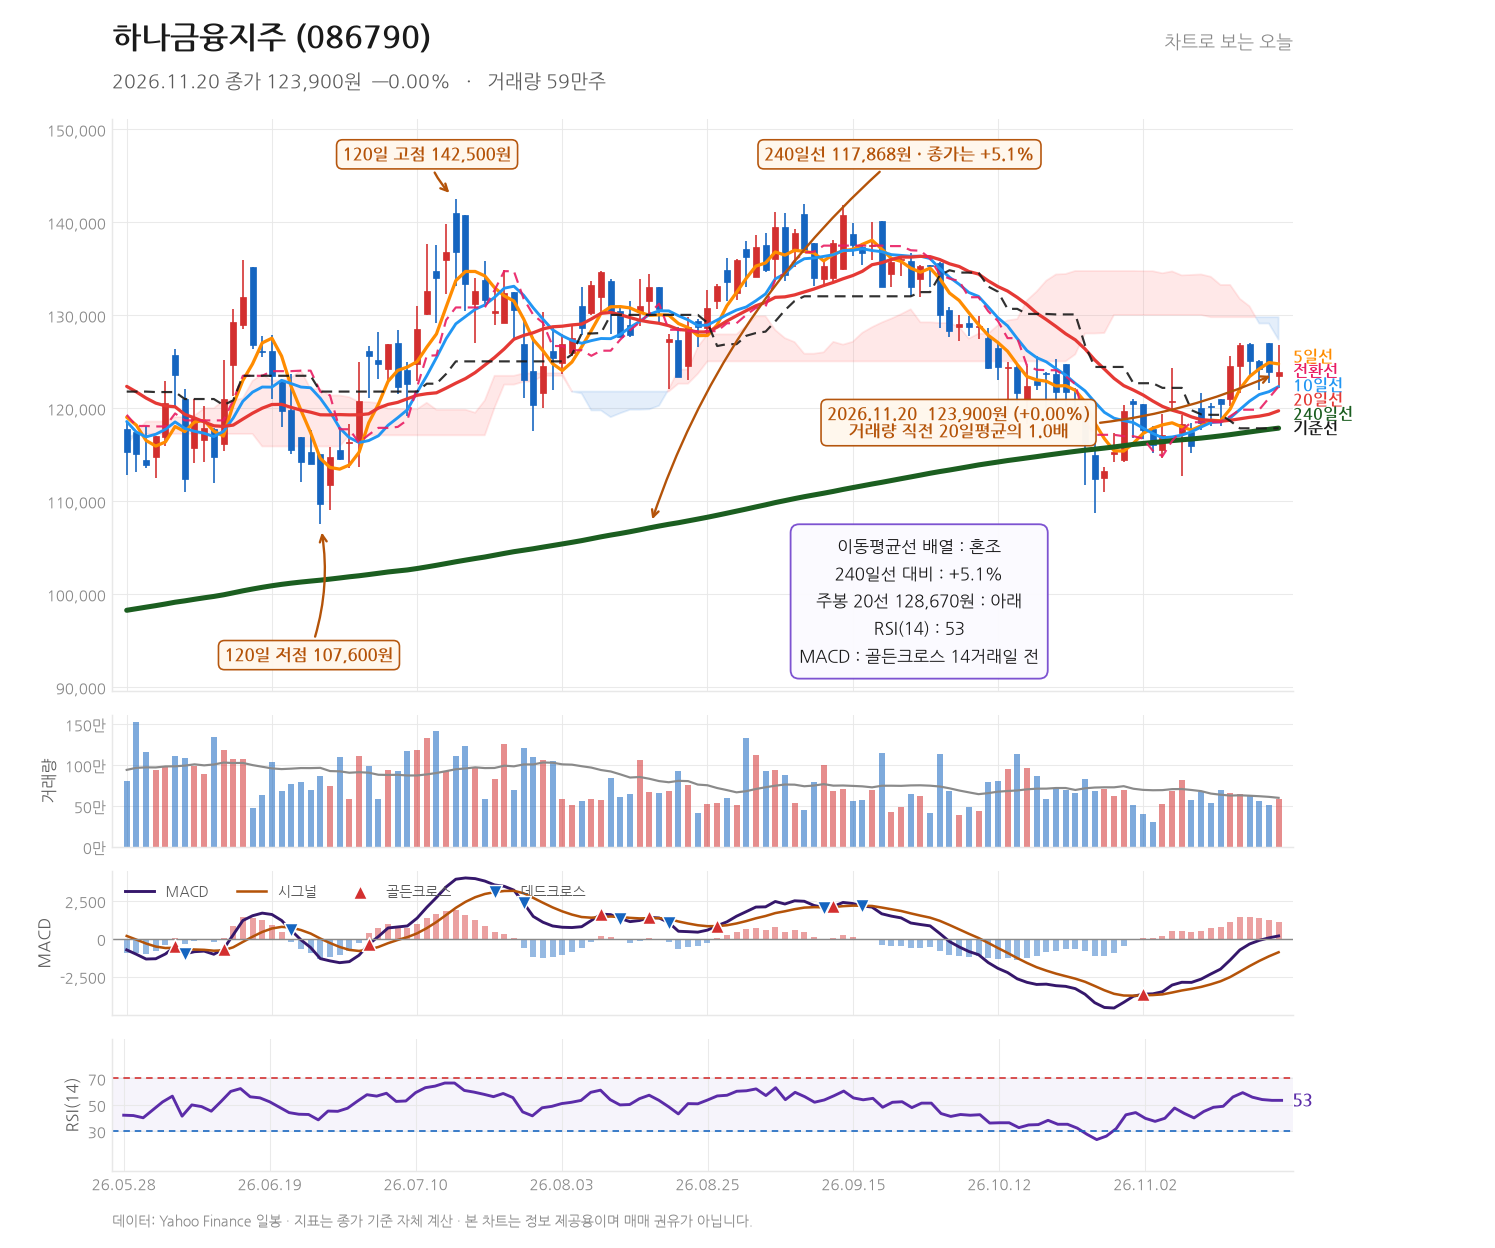 하나금융지주 (086790)
차트로 보는 오늘
2026.11.20 종가 123,900원 —0.00% · 거래량 59만주
150,000
140,000
130,000
120,000
110,000
100,000
90,000
120일 고점 142,500원
240일선 117,868원 · 종가는 +5.1%
2026.11.20 123,900원 (+0.00%)
거래량 직전 20일평균의 1.0배
120일 저점 107,600원
이동평균선 배열 : 혼조
240일선 대비 : +5.1%
주봉 20선 128,670원 : 아래
RSI(14) : 53
MACD : 골든크로스 14거래일 전
5일선
전환선
10일선
20일선
240일선
기준선
거래량
150만
100만
50만
0만
MACD
MACD 시그널 골든크로스 데드크로스
2,500
0
-2,500
RSI(14)
70
50
30
53
26.05.28 26.06.19 26.07.10 26.08.03 26.08.25 26.09.15 26.10.12 26.11.02
데이터: Yahoo Finance 일봉 · 지표는 종가 기준 자체 계산 · 본 차트는 정보 제공용이며 매매 권유가 아닙니다.